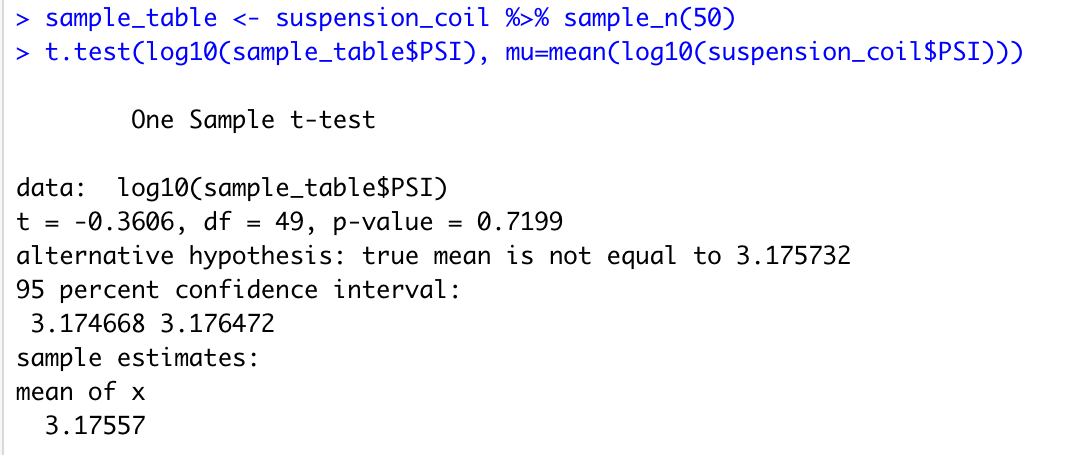 > sample_table <- suspension_coil %>% sample_n(50)
> t.test(log10(sample_table$PSI), mu=mean(log10(suspension_coil$PSI)))
One Sample t-test
data:  log10(sample_table$PSI)
t = -0.3606, df = 49, p-value = 0.7199
alternative hypothesis: true mean is not equal to 3.175732
95 percent confidence interval:
 3.174668 3.176472
sample estimates:
mean of x
  3.17557